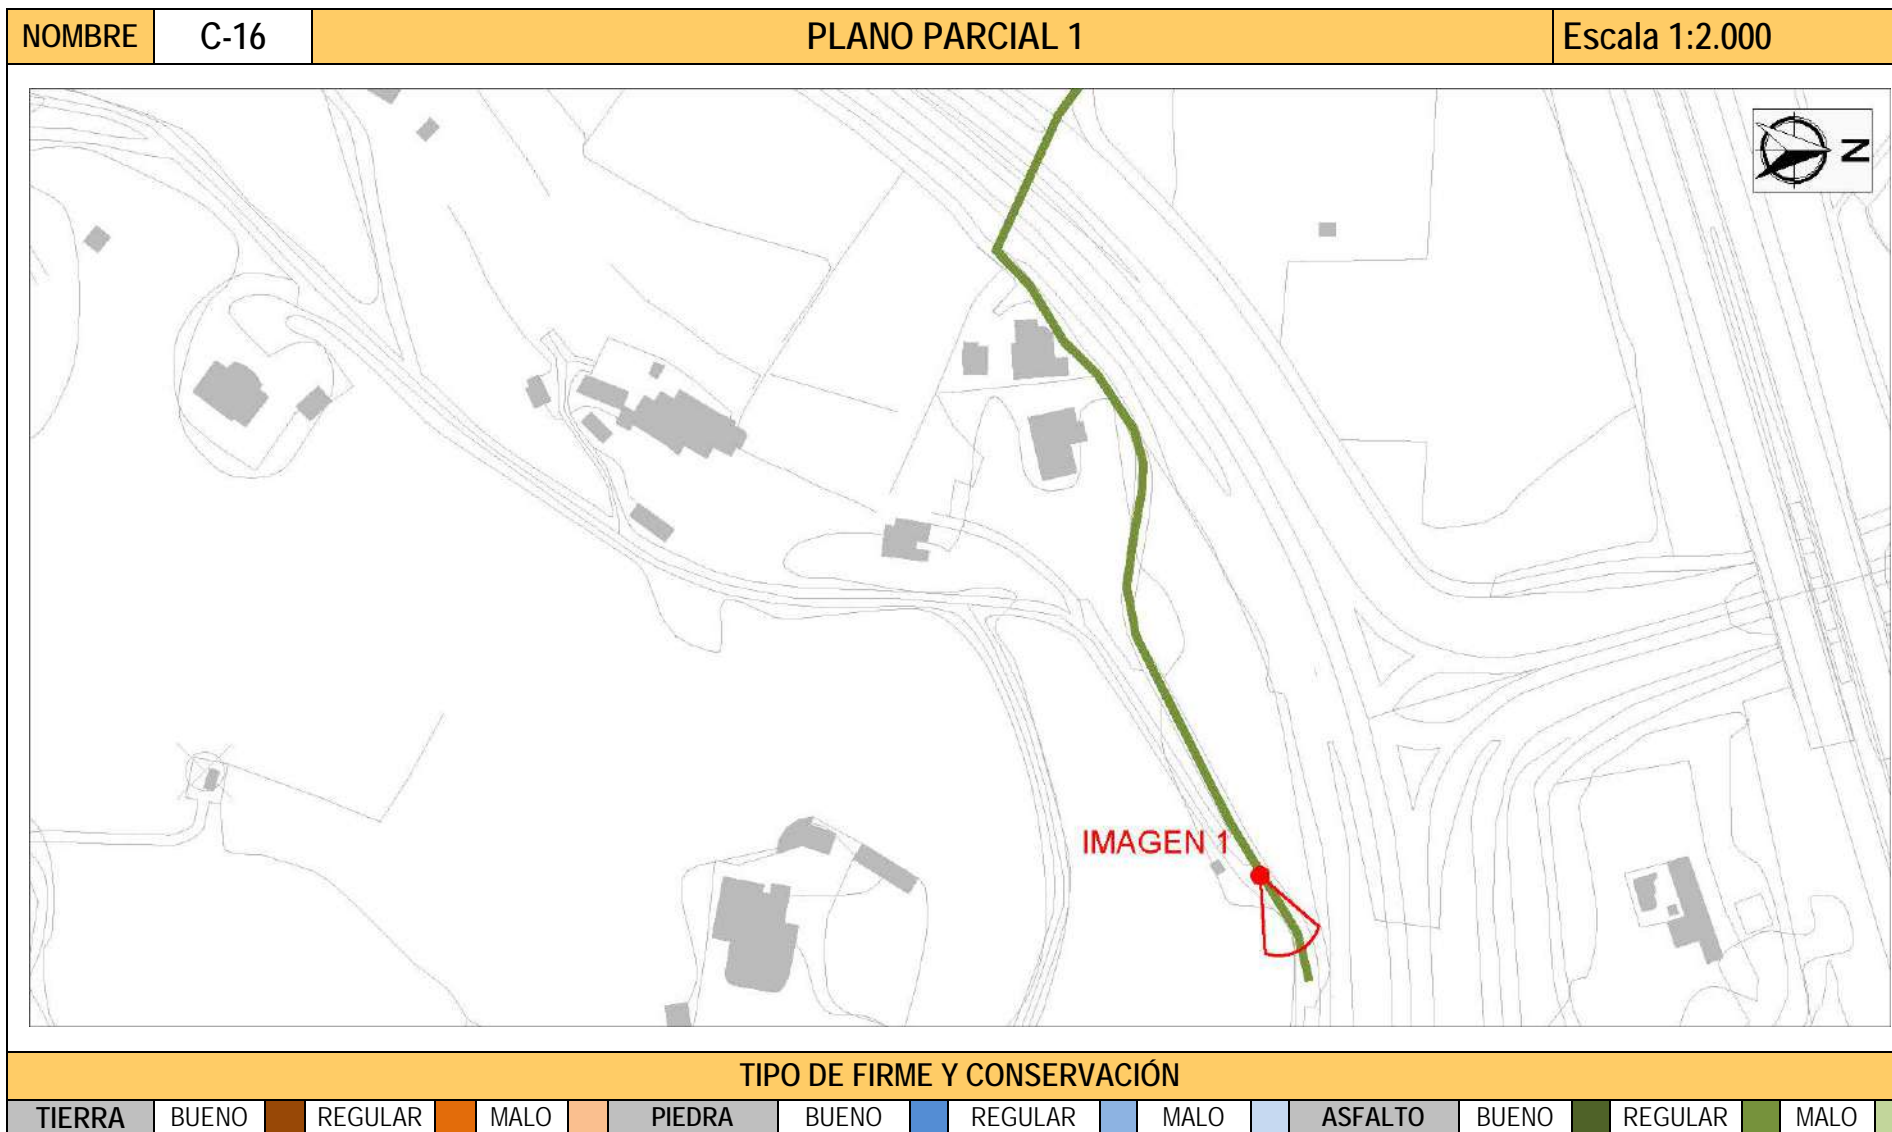 NOMBRE C-16 PLANO PARCIAL 1 Escala 1:2.000
N
IMAGEN 1
TIPO DE FIRME Y CONSERVACIÓN
TIERRA BUENO REGULAR MALO PIEDRA BUENO REGULAR MALO ASFALTO BUENO REGULAR MALO